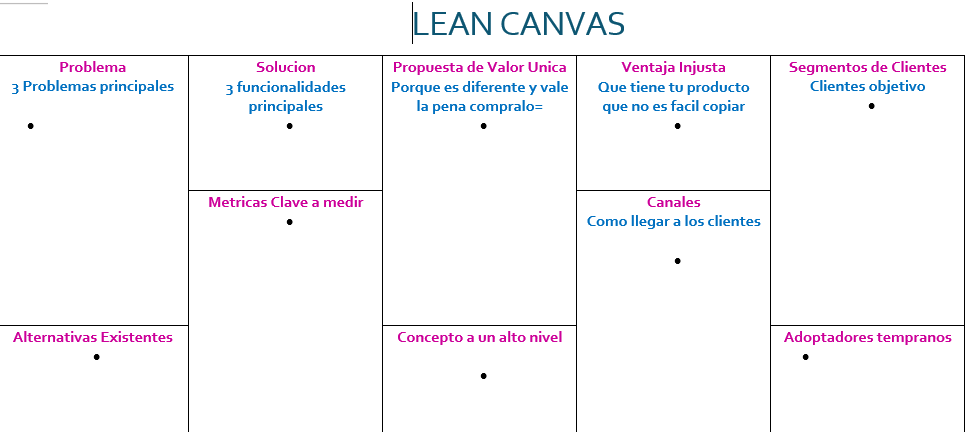 LEAN CANVAS
Problema
3 Problemas principales
•
Alternativas Existentes
•
Solucion
3 funcionalidades
principales
•
Metricas Clave a medir
•
Propuesta de Valor Unica
Porque es diferente y vale
la pena compralo=
•
Concepto a un alto nivel
•
Ventaja Injusta
Que tiene tu producto
que no es facil copiar
•
Canales
Como llegar a los clientes
•
Segmentos de Clientes
Clientes objetivo
•
Adoptadores tempranos
•